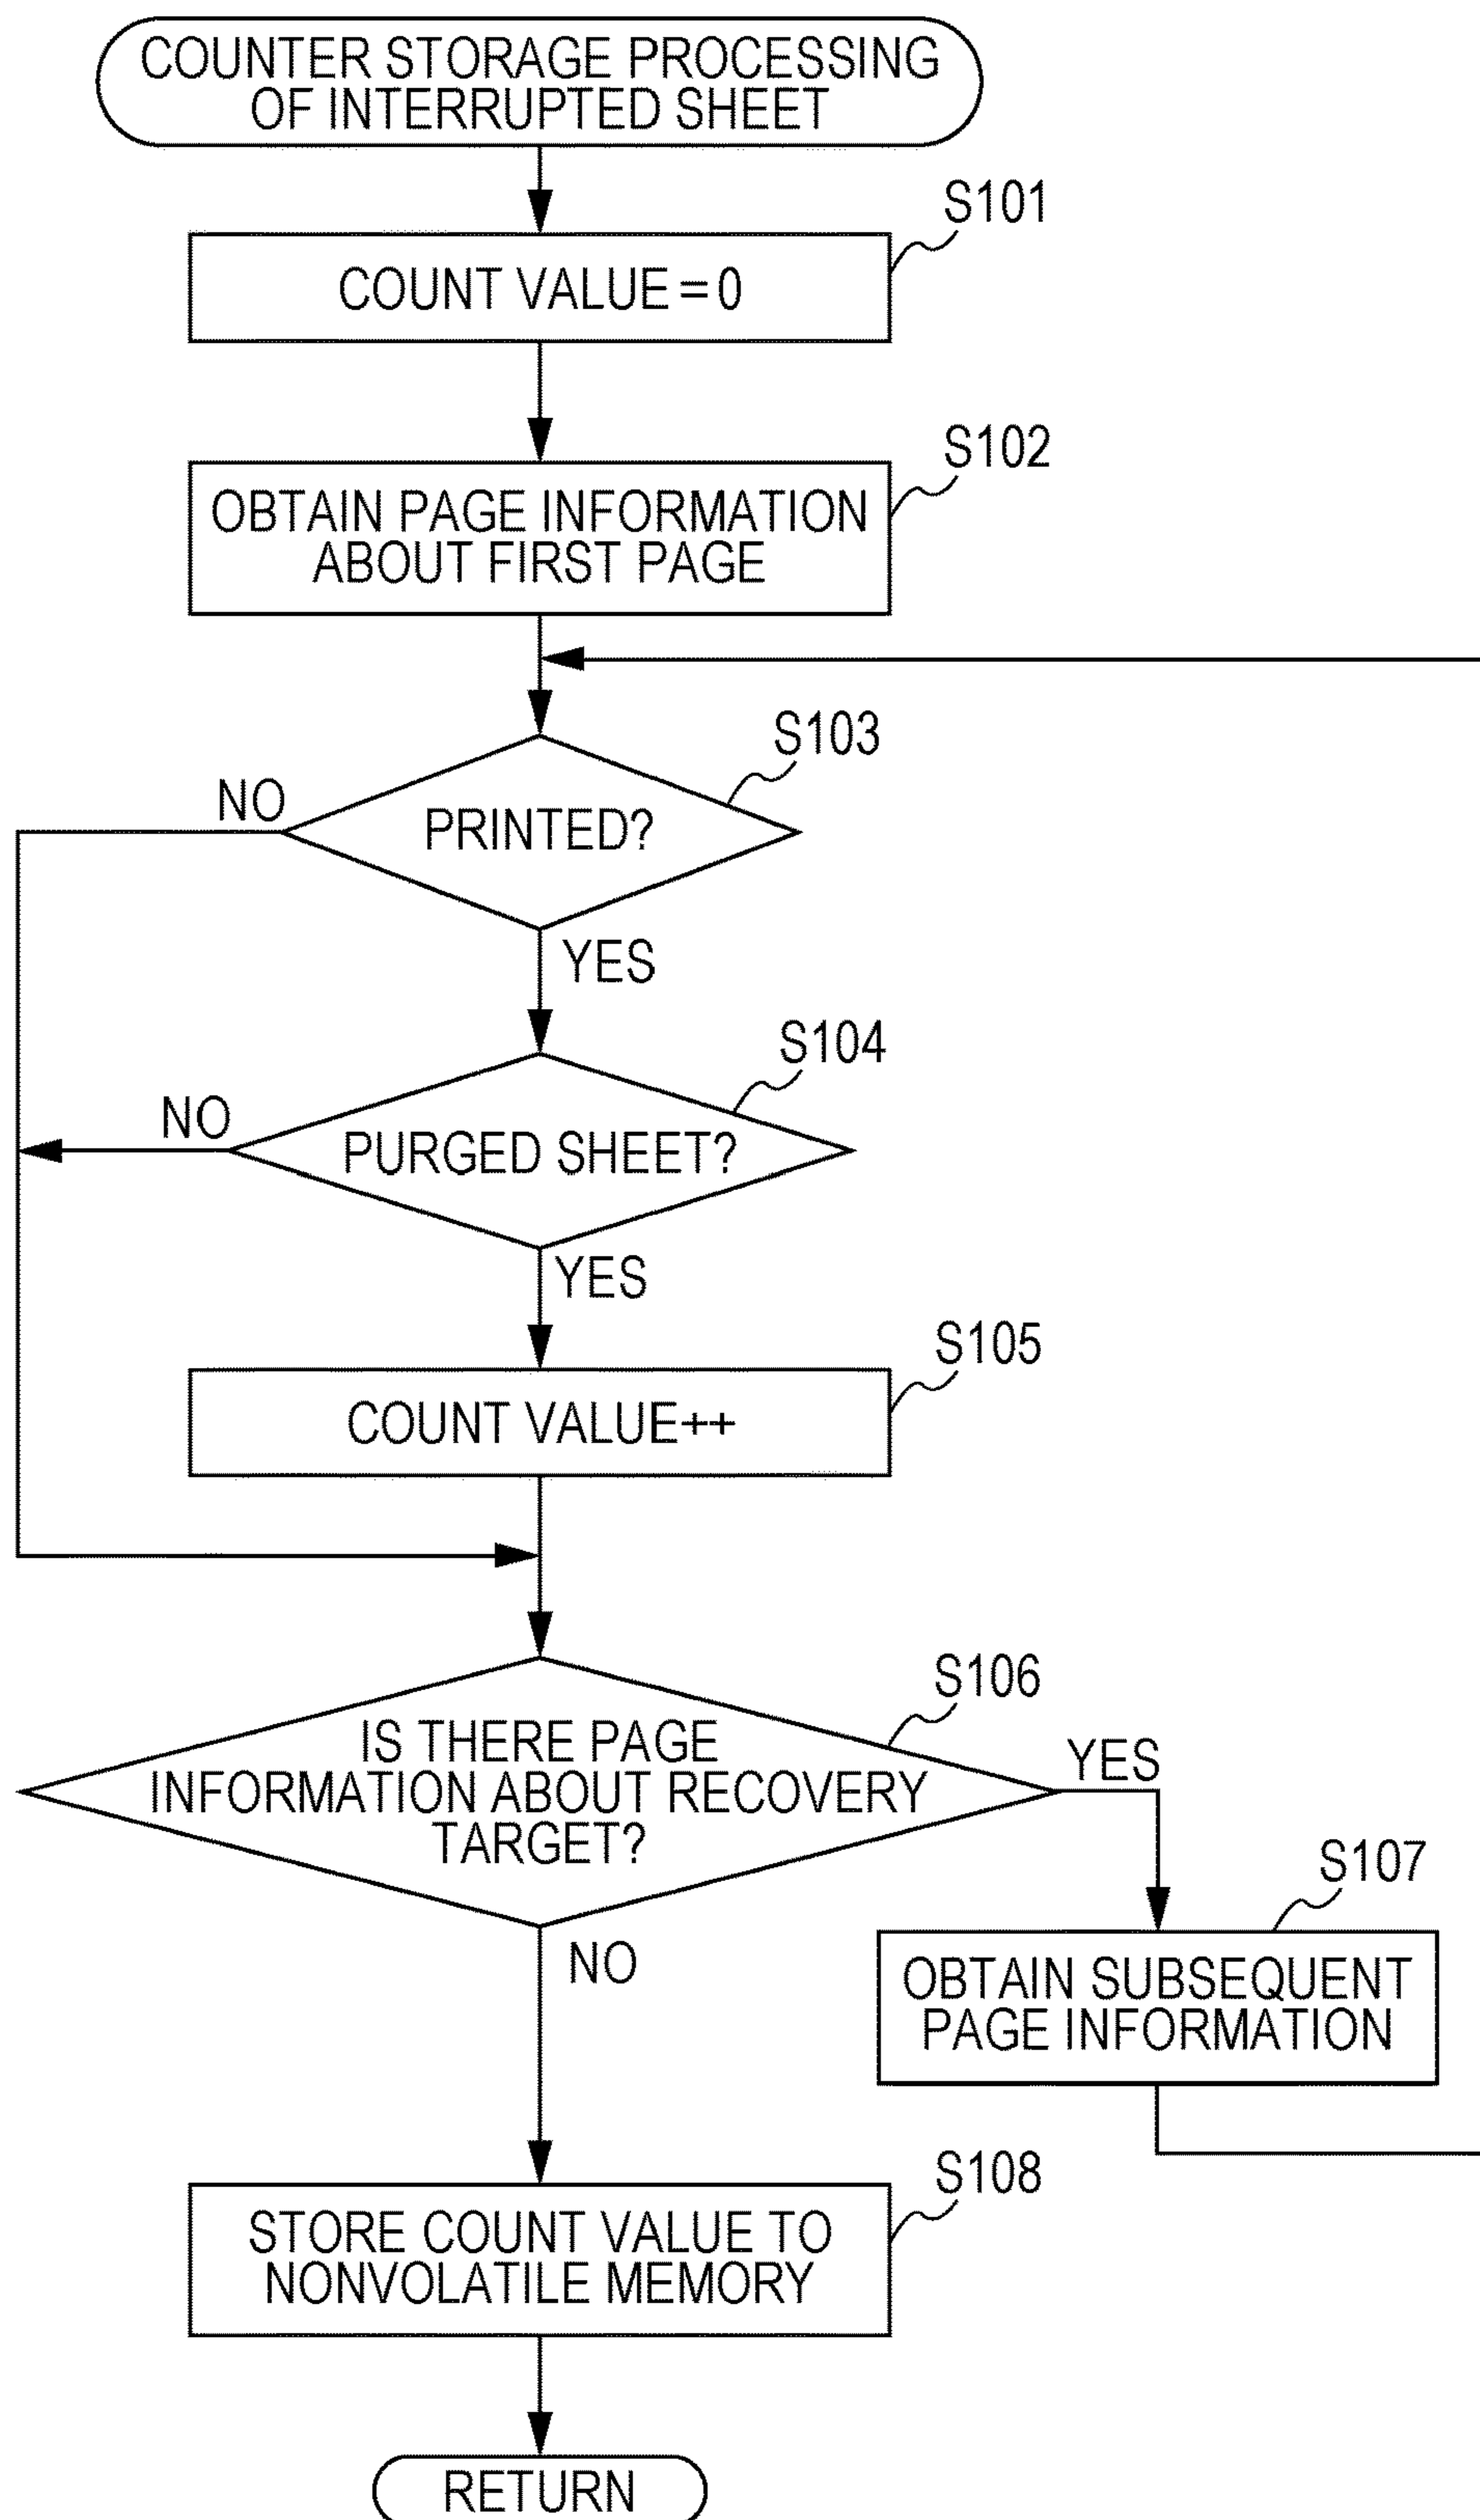 COUNTER STORAGE PROCESSING
OF INTERRUPTED SHEET
S101
COUNT VALUE=0
S102
OBTAIN PAGE INFORMATION
ABOUT FIRST PAGE
S103
NO
PRINTED?
YES
S104
NO
PURGED SHEET?
YES
S105
COUNT VALUE++
S106
IS THERE PAGE
INFORMATION ABOUT RECOVERY
TARGET?
YES
S107
NO
OBTAIN SUBSEQUENT
PAGE INFORMATION
S108
STORE COUNT VALUE TO
NONVOLATILE MEMORY
RETURN